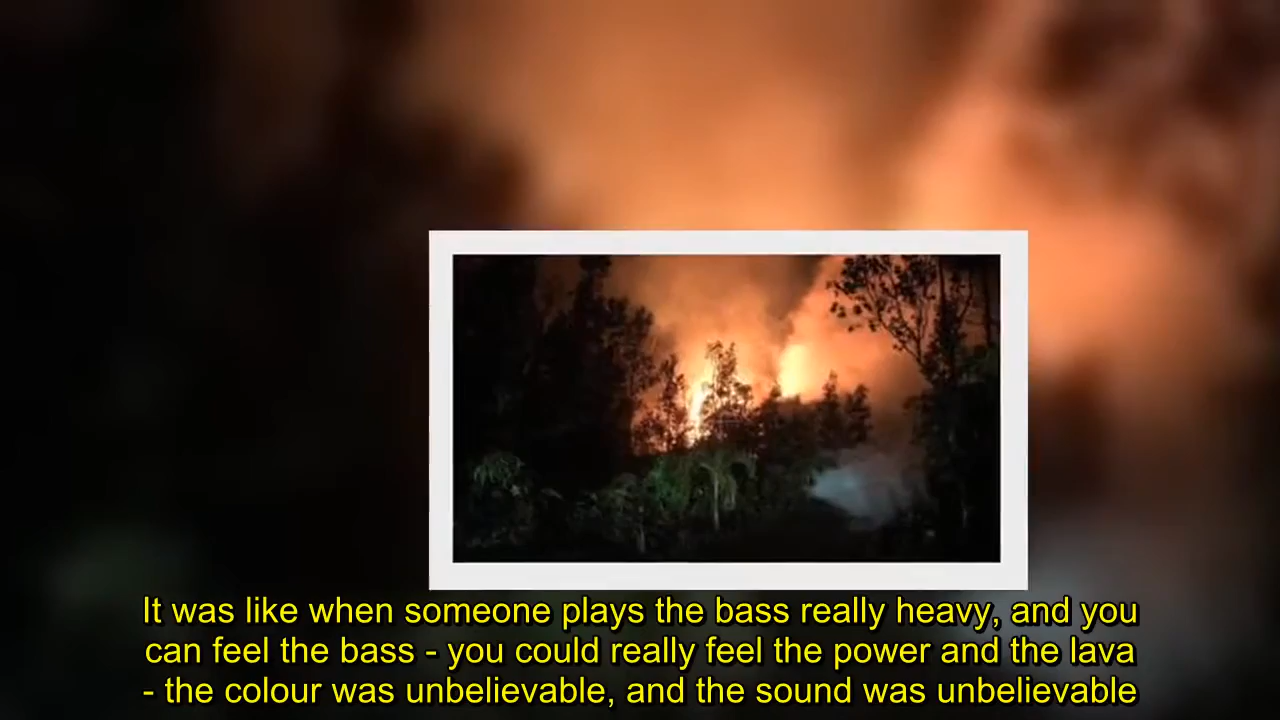 It was like when someone plays the bass really heavy, and you
can feel the bass - you could really feel the power and the lava
- the colour was unbelievable, and the sound was unbelievable